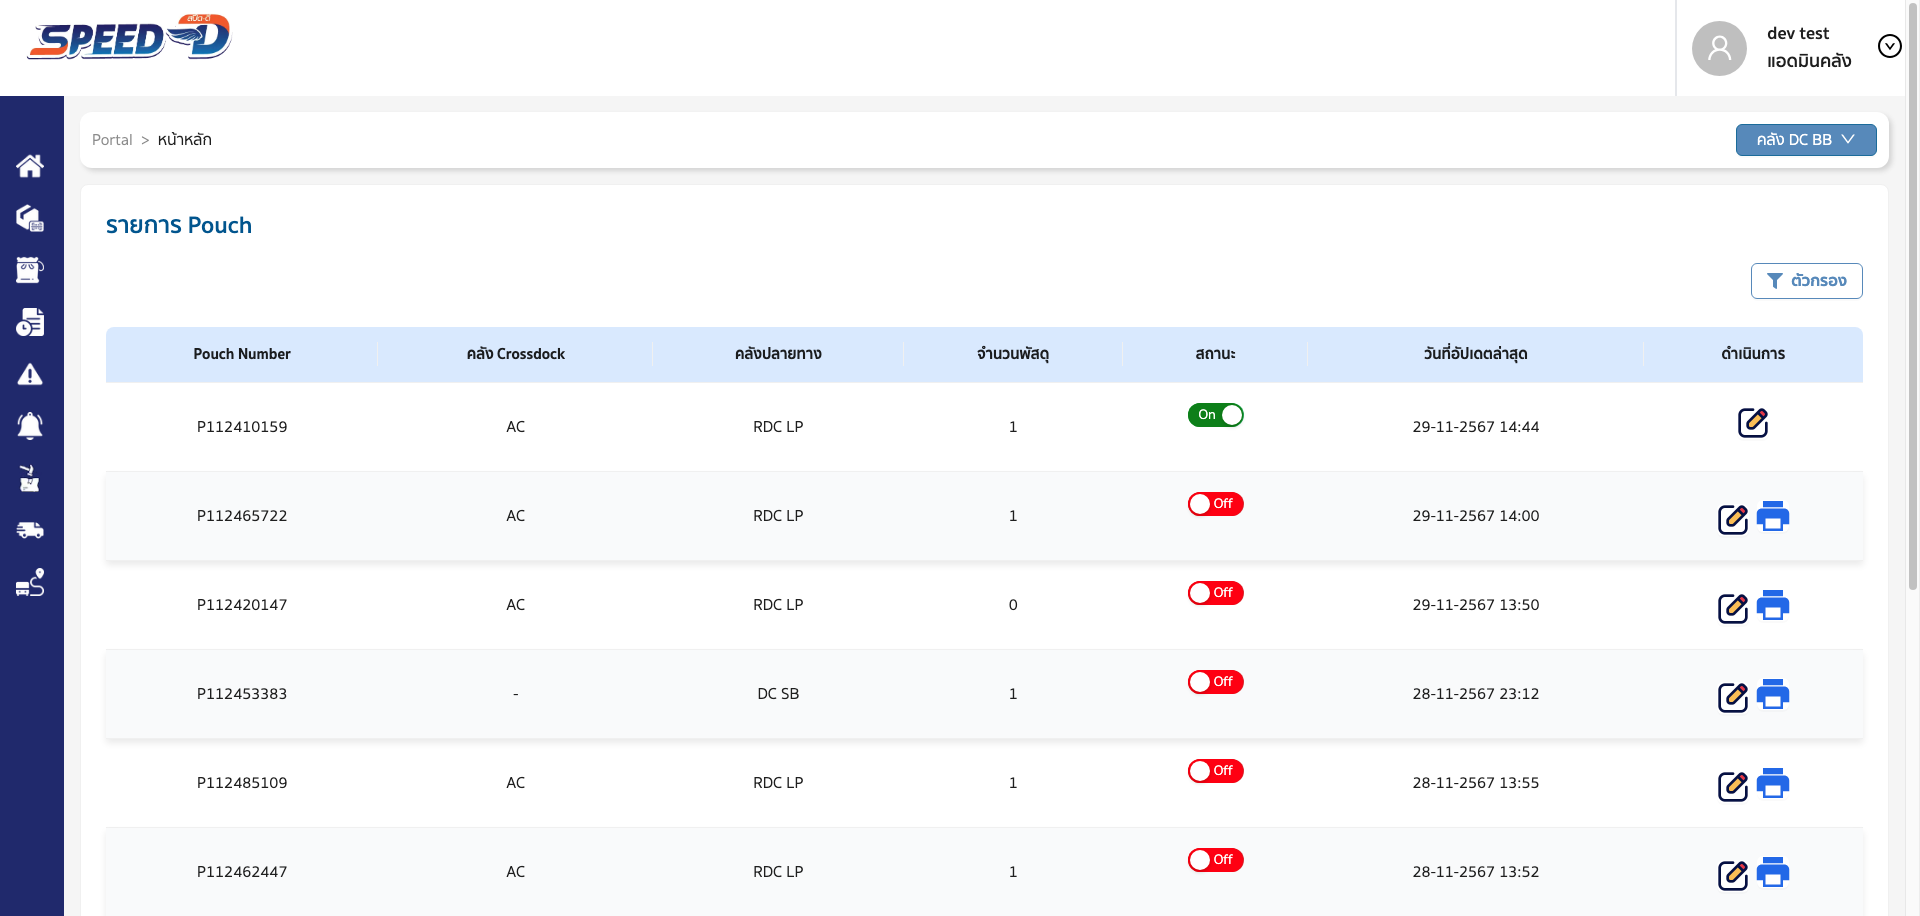 สปีด-ดี
SPEED-D
dev test
แอดมินคลัง
Portal > หน้าหลัก
คลัง DC BB
รายการ Pouch
ตัวกรอง
Pouch Number คลัง Crossdock คลังปลายทาง จำนวนพัสดุ สถานะ วันที่อัปเดตล่าสุด ดำเนินการ
P112410159 AC RDC LP 1 On 29-11-2567 14:44
P112465722 AC RDC LP 1 Off 29-11-2567 14:00
P112420147 AC RDC LP 0 Off 29-11-2567 13:50
P112453383 - DC SB 1 Off 28-11-2567 23:12
P112485109 AC RDC LP 1 Off 28-11-2567 13:55
P112462447 AC RDC LP 1 Off 28-11-2567 13:52